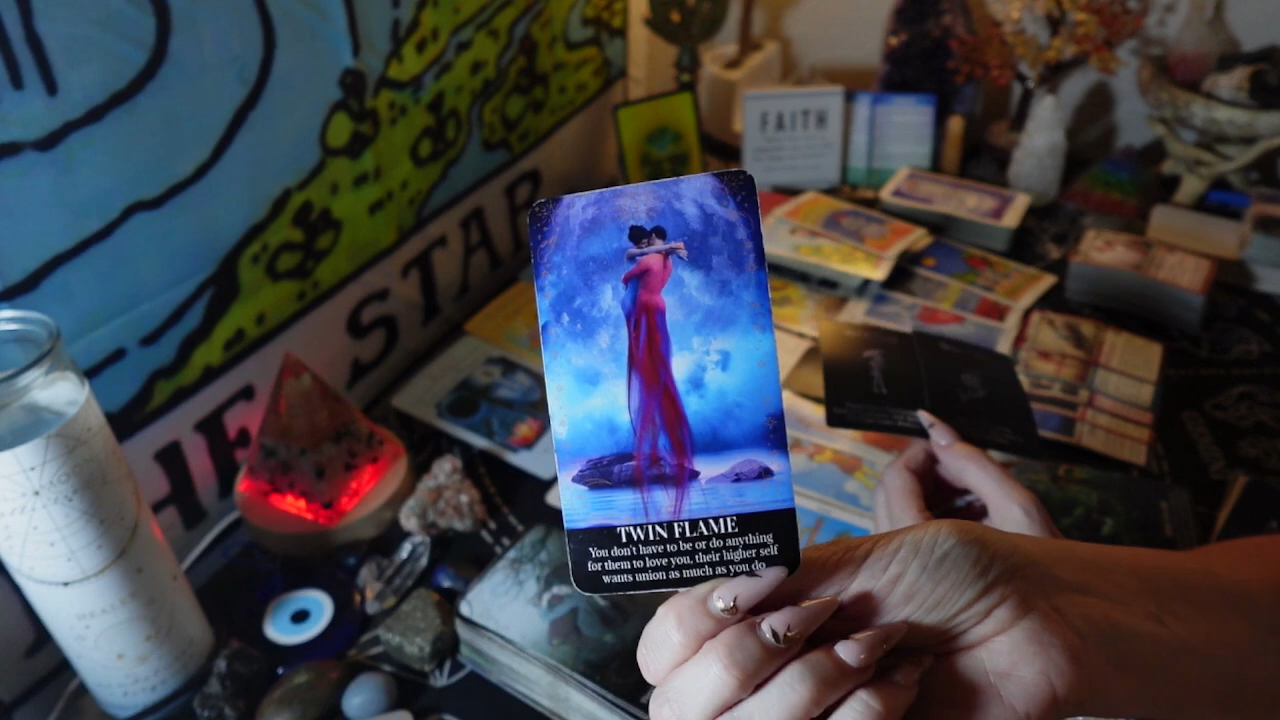 THE STAR
FAITH
TWIN FLAME
You don't have to be or do anything
for them to love you, their higher self
wants union as much as you do